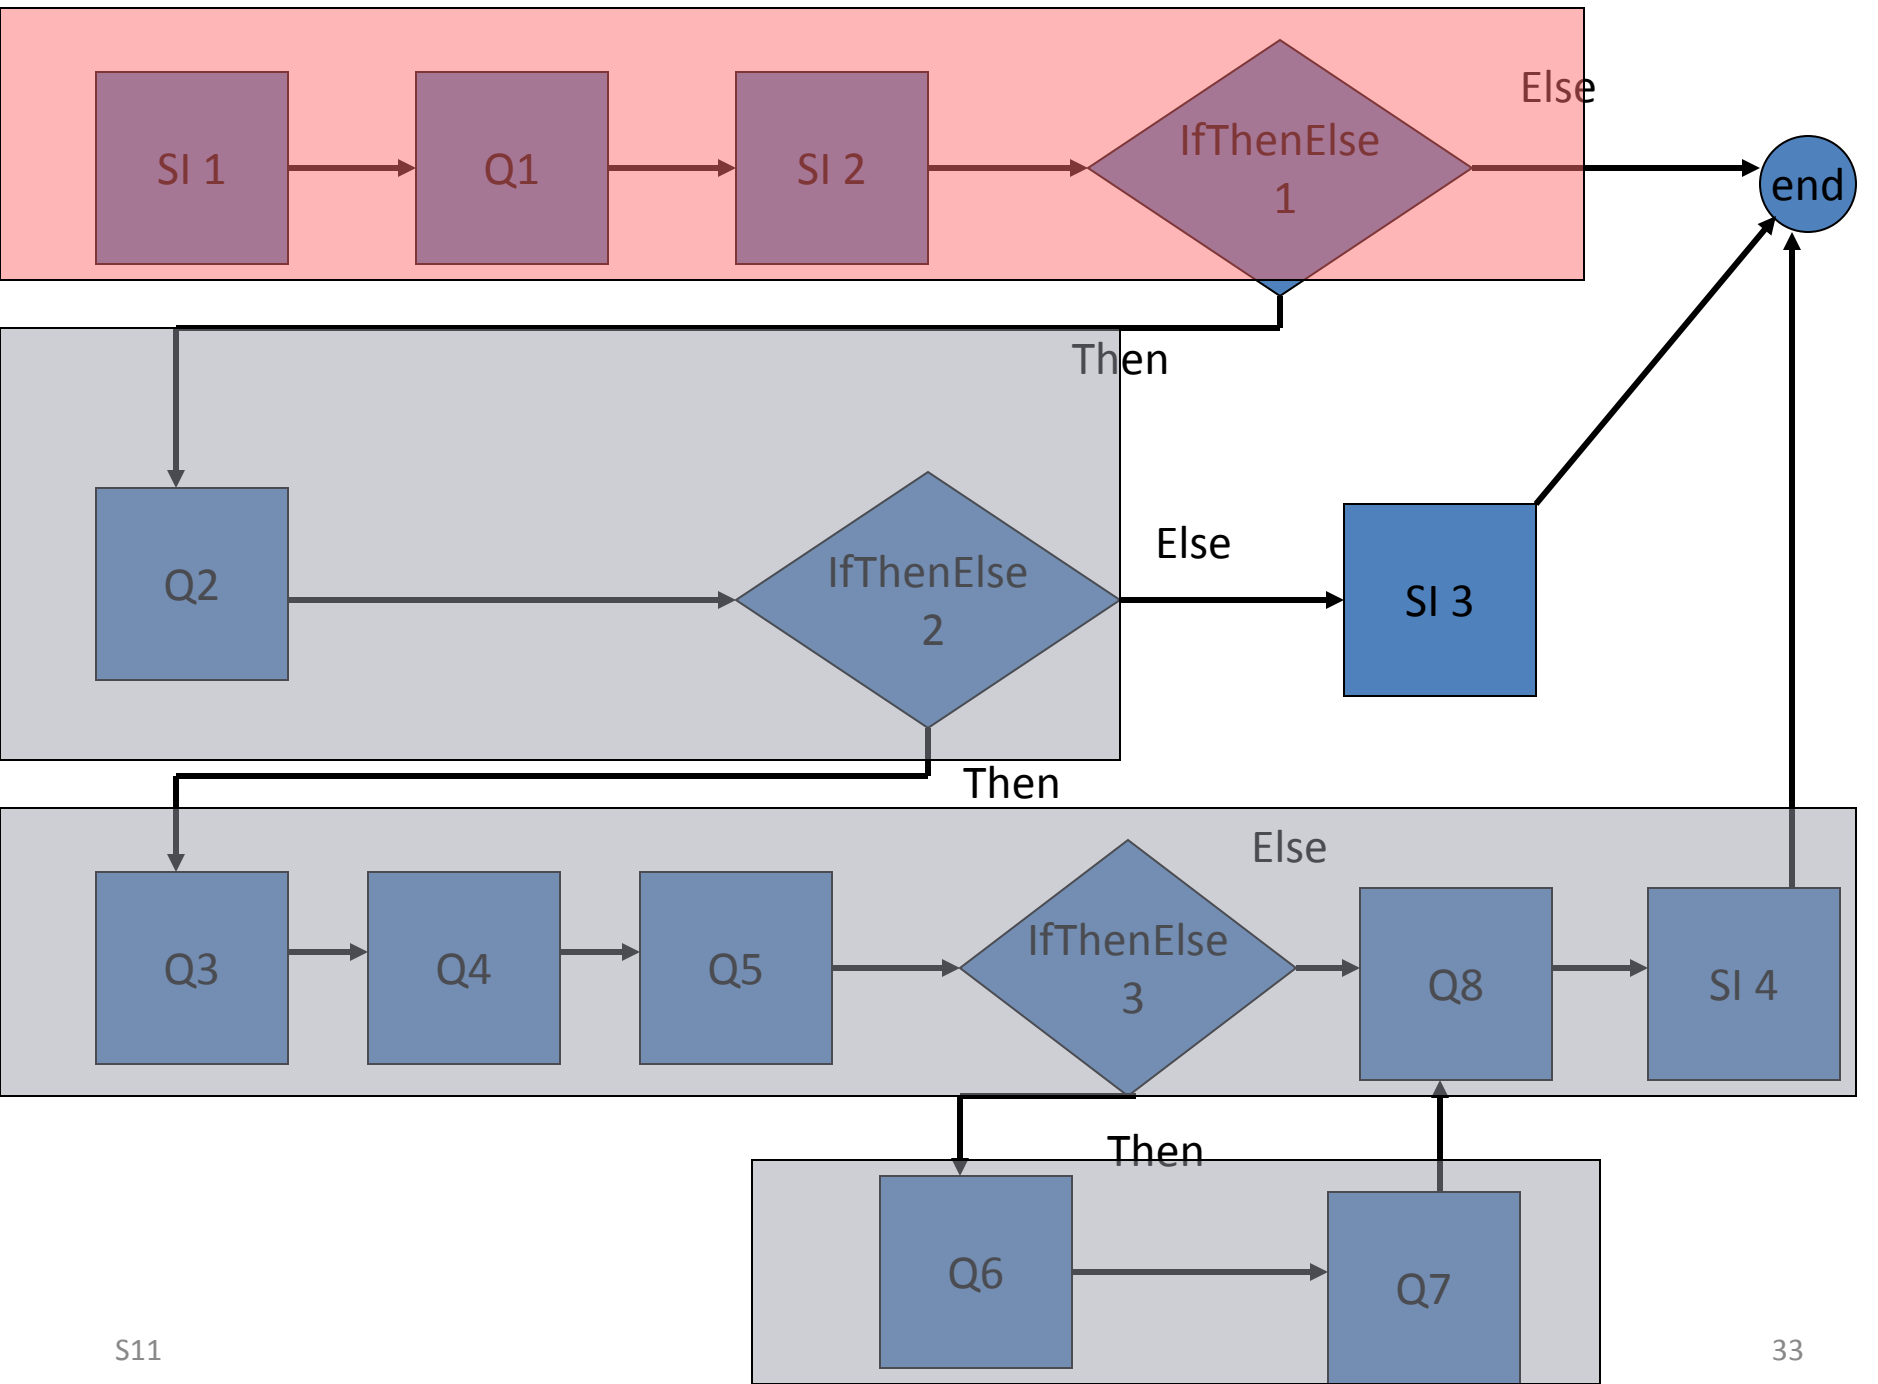 Else
SI 1
Q1
SI 2
IfThenElse
1
end
Then
Q2
IfThenElse
2
Else
SI 3
Then
Else
Q3
Q4
Q5
IfThenElse
3
Q8
SI 4
Then
Q6
Q7
S11
33